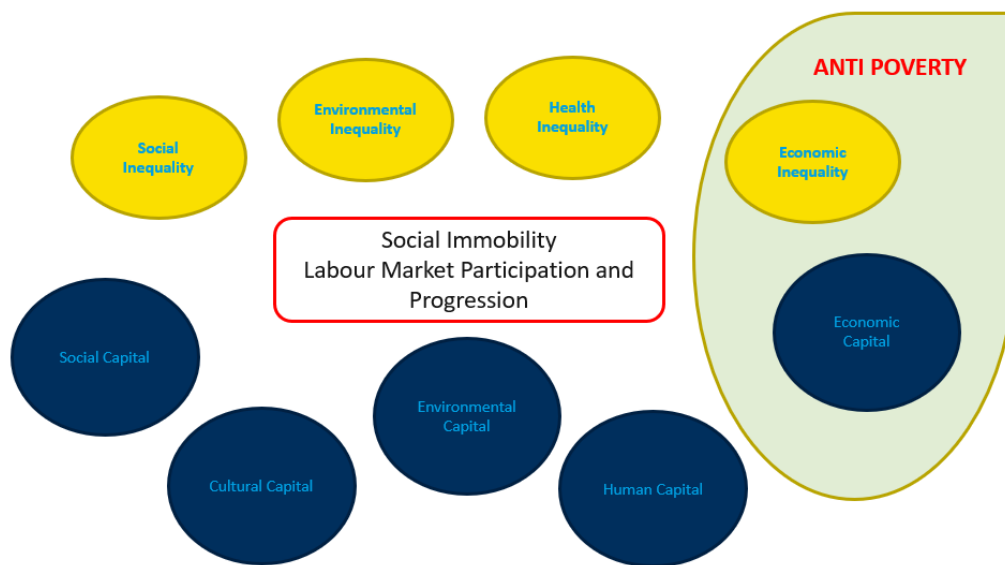 ANTI POVERTY
Environmental
Inequality
Health
Inequality
Social
Inequality
Economic
Inequality
Social Immobility
Labour Market Participation and
Progression
Economic
Capital
Social Capital
Environmental
Capital
Cultural Capital
Human Capital